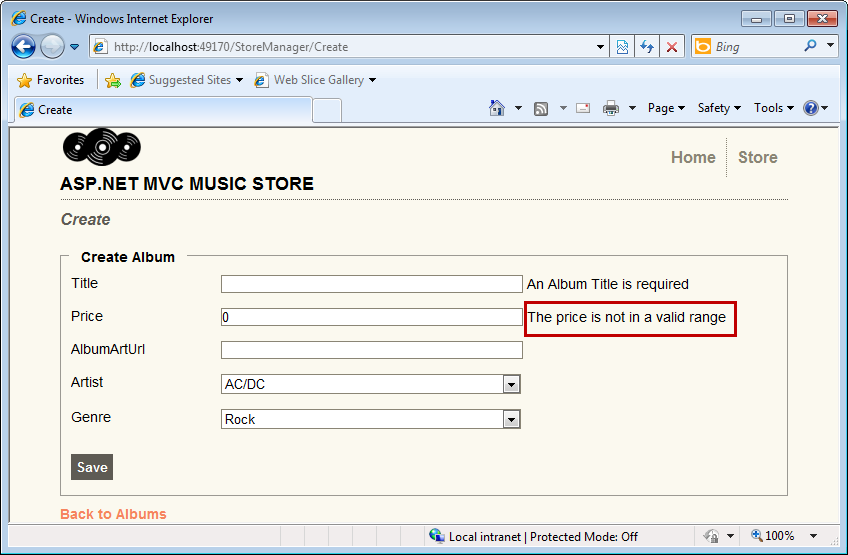 Create - Windows Internet Explorer
http://localhost:49170/StoreManager/Create
Bing
Favorites Suggested Sites Web Slice Gallery
Create Page Safety Tools
Home Store
ASP.NET MVC MUSIC STORE
Create
Create Album
Title An Album Title is required
Price 0 The price is not in a valid range
AlbumArtUrl
Artist AC/DC
Genre Rock
Save
Back to Albums
Local intranet | Protected Mode: Off 100%